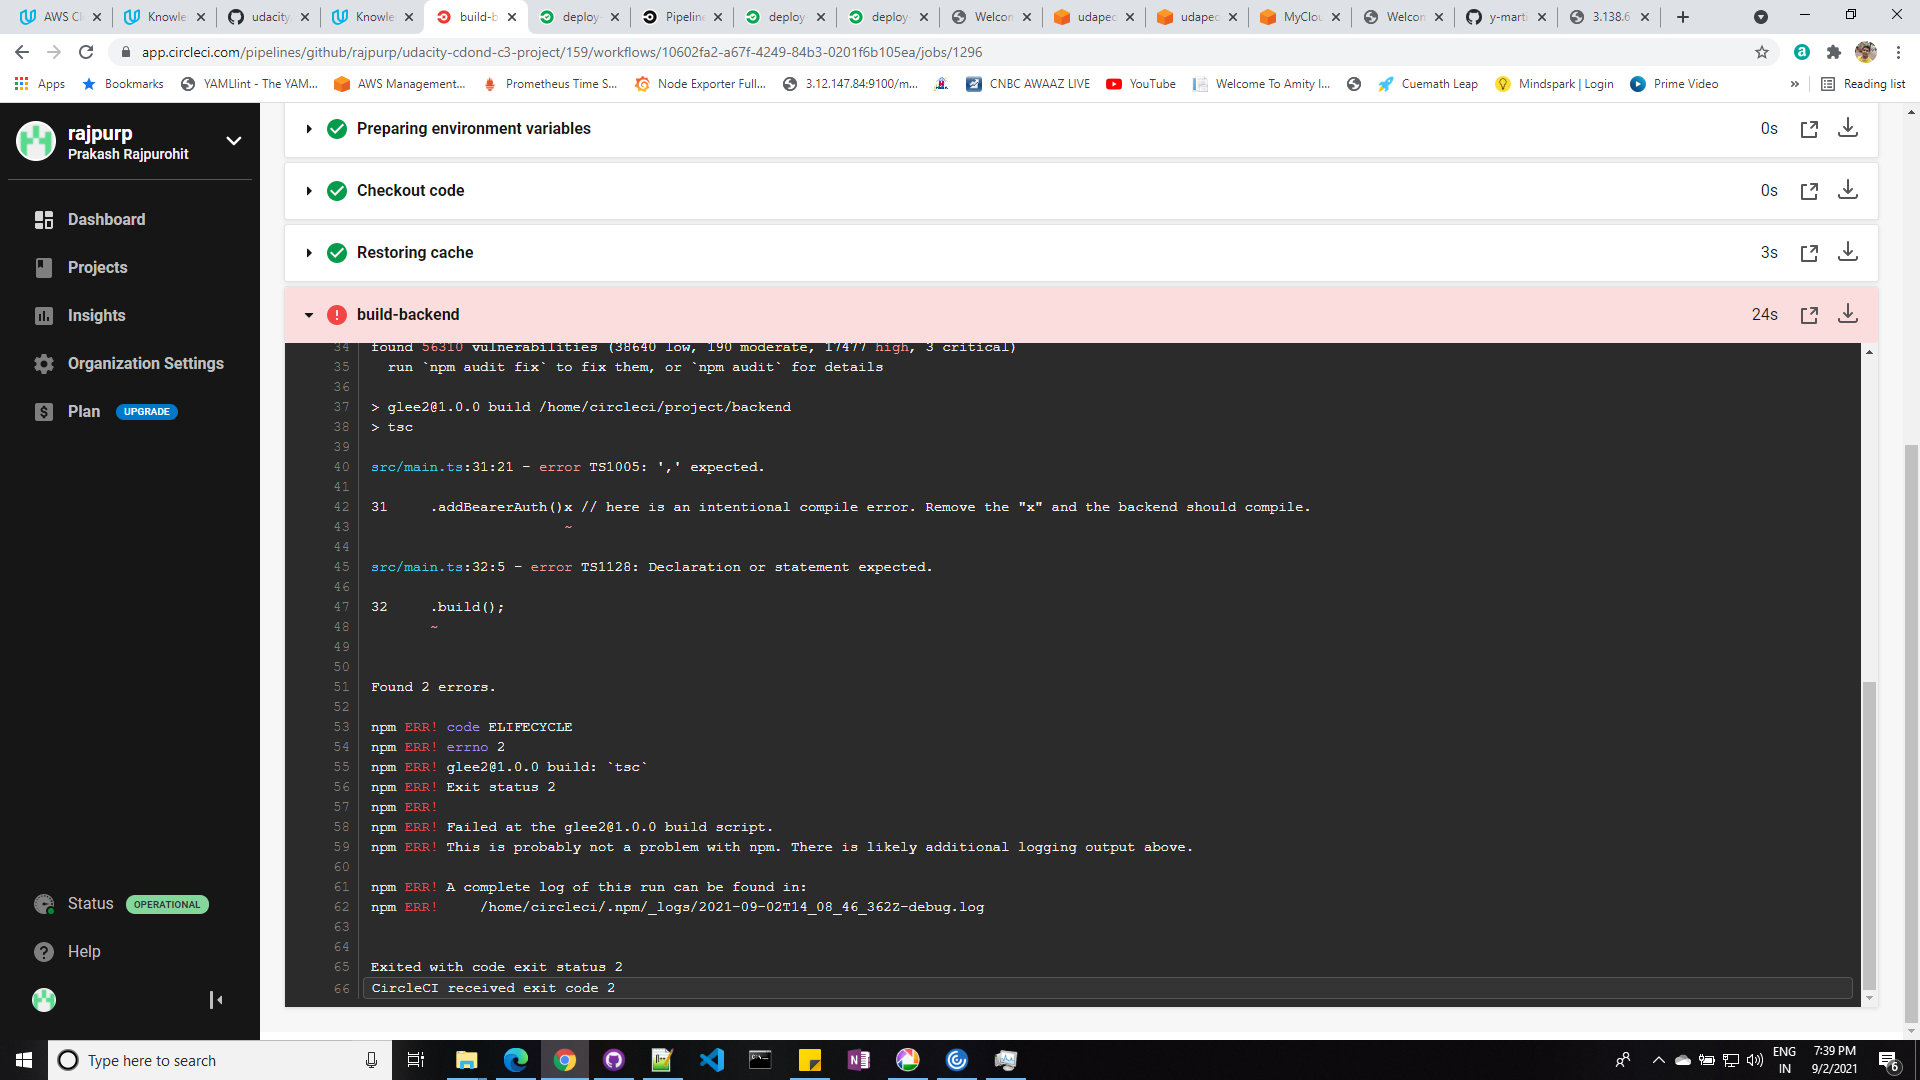 AWS Cl
Knowle
udacity
Knowle
build-b
deploy
Pipeline
deploy
deploy
Welcon
udapec
udapec
MyClou
Welcon
y-mart
3.138.6
app.circleci.com/pipelines/github/rajpurp/udacity-cdond-c3-project/159/workflows/10602fa2-a67f-4249-84b3-0201f6b105ea/jobs/1296
Apps
Bookmarks
YAMLlint - The YAM...
AWS Management...
Prometheus Time S...
Node Exporter Full...
3.12.147.84:9100/m...
CNBC AWAAZ LIVE
YouTube
Welcome To Amity I...
Cuemath Leap
Mindspark | Login
Prime Video
»
Reading list
rajpurp
Prakash Rajpurohit
Dashboard
Projects
Insights
Organization Settings
Plan UPGRADE
Status OPERATIONAL
Help
Preparing environment variables 0s
Checkout code 0s
Restoring cache 3s
build-backend 24s
34 found 56310 vulnerabilities (38640 low, 190 moderate, 17477 high, 3 critical)
35 run `npm audit fix` to fix them, or `npm audit` for details
36
37 > glee2@1.0.0 build /home/circleci/project/backend
38 > tsc
39
40 src/main.ts:31:21 - error TS1005: ',' expected.
41
42 31 .addBearerAuth()x // here is an intentional compile error. Remove the "x" and the backend should compile.
43 ~
44
45 src/main.ts:32:5 - error TS1128: Declaration or statement expected.
46
47 32 .build();
48 ~
49
50
51 Found 2 errors.
52
53 npm ERR! code ELIFECYCLE
54 npm ERR! errno 2
55 npm ERR! glee2@1.0.0 build: `tsc`
56 npm ERR! Exit status 2
57 npm ERR!
58 npm ERR! Failed at the glee2@1.0.0 build script.
59 npm ERR! This is probably not a problem with npm. There is likely additional logging output above.
60
61 npm ERR! A complete log of this run can be found in:
62 npm ERR! /home/circleci/.npm/_logs/2021-09-02T14_08_46_362Z-debug.log
63
64
65 Exited with code exit status 2
66 CircleCI received exit code 2
Type here to search
ENG
IN
7:39 PM
9/2/2021
6